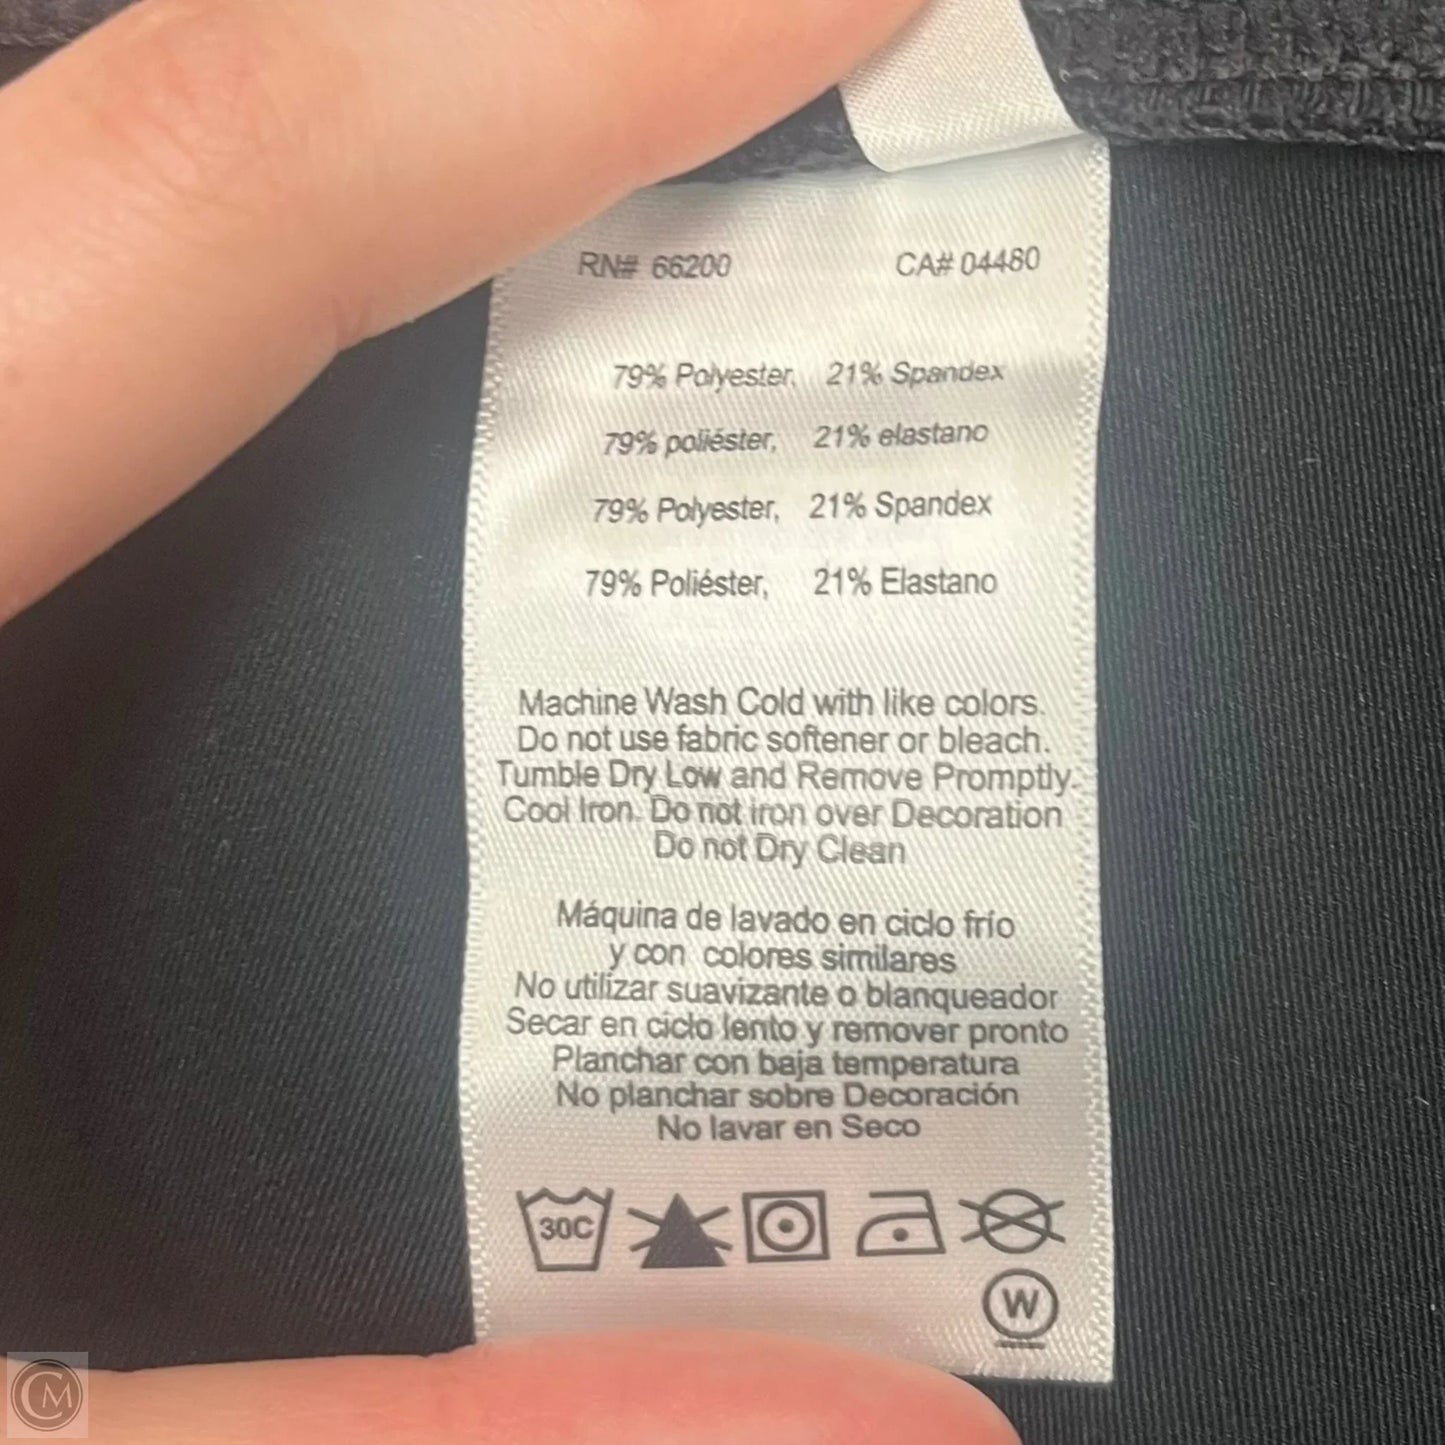 RN# 66200 CA# 04480
79% Polyester, 21% Spandex
79% poliéster, 21% elastano
79% Polyester, 21% Spandex
79% Poliéster, 21% Elastano
Machine Wash Cold with like colors.
Do not use fabric softener or bleach.
Tumble Dry Low and Remove Promptly.
Cool Iron. Do not iron over Decoration
Do not Dry Clean
Máquina de lavado en ciclo frío
y con colores similares
No utilizar suavizante o blanqueador
Secar en ciclo lento y remover pronto
Planchar con baja temperatura
No planchar sobre Decoración
No lavar en Seco
30C
W
CM